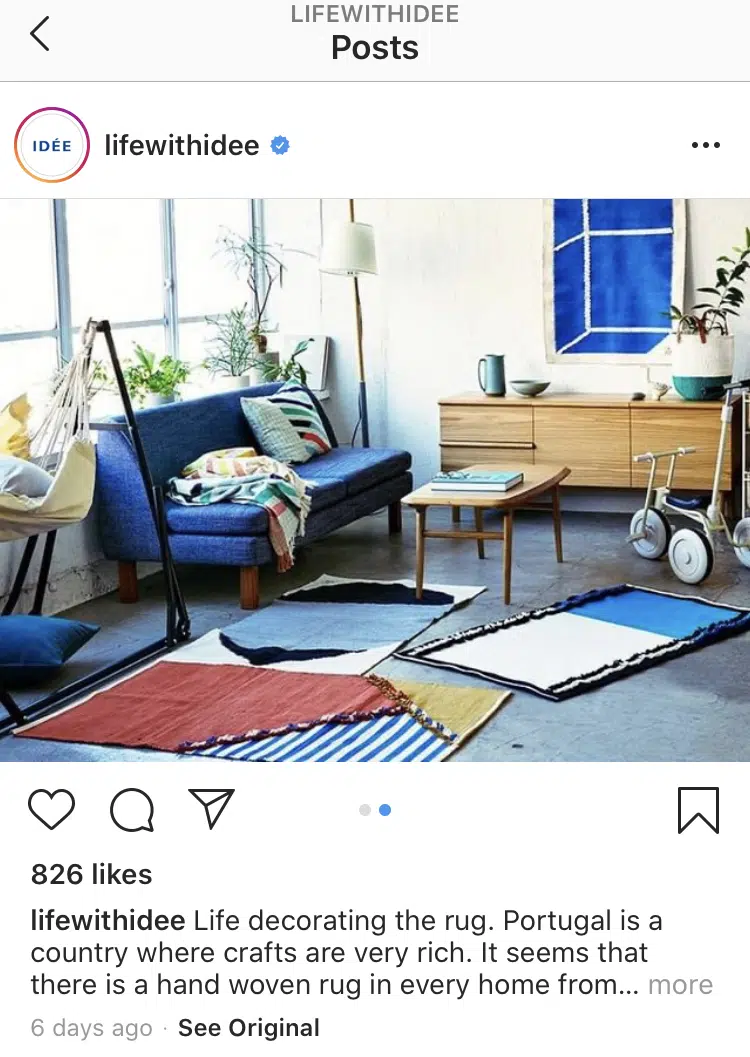 LIFEWITHIDEE
Posts
IDÉE
lifewithidee
826 likes
lifewithidee Life decorating the rug. Portugal is a
country where crafts are very rich. It seems that
there is a hand woven rug in every home from... more
6 days ago · See Original